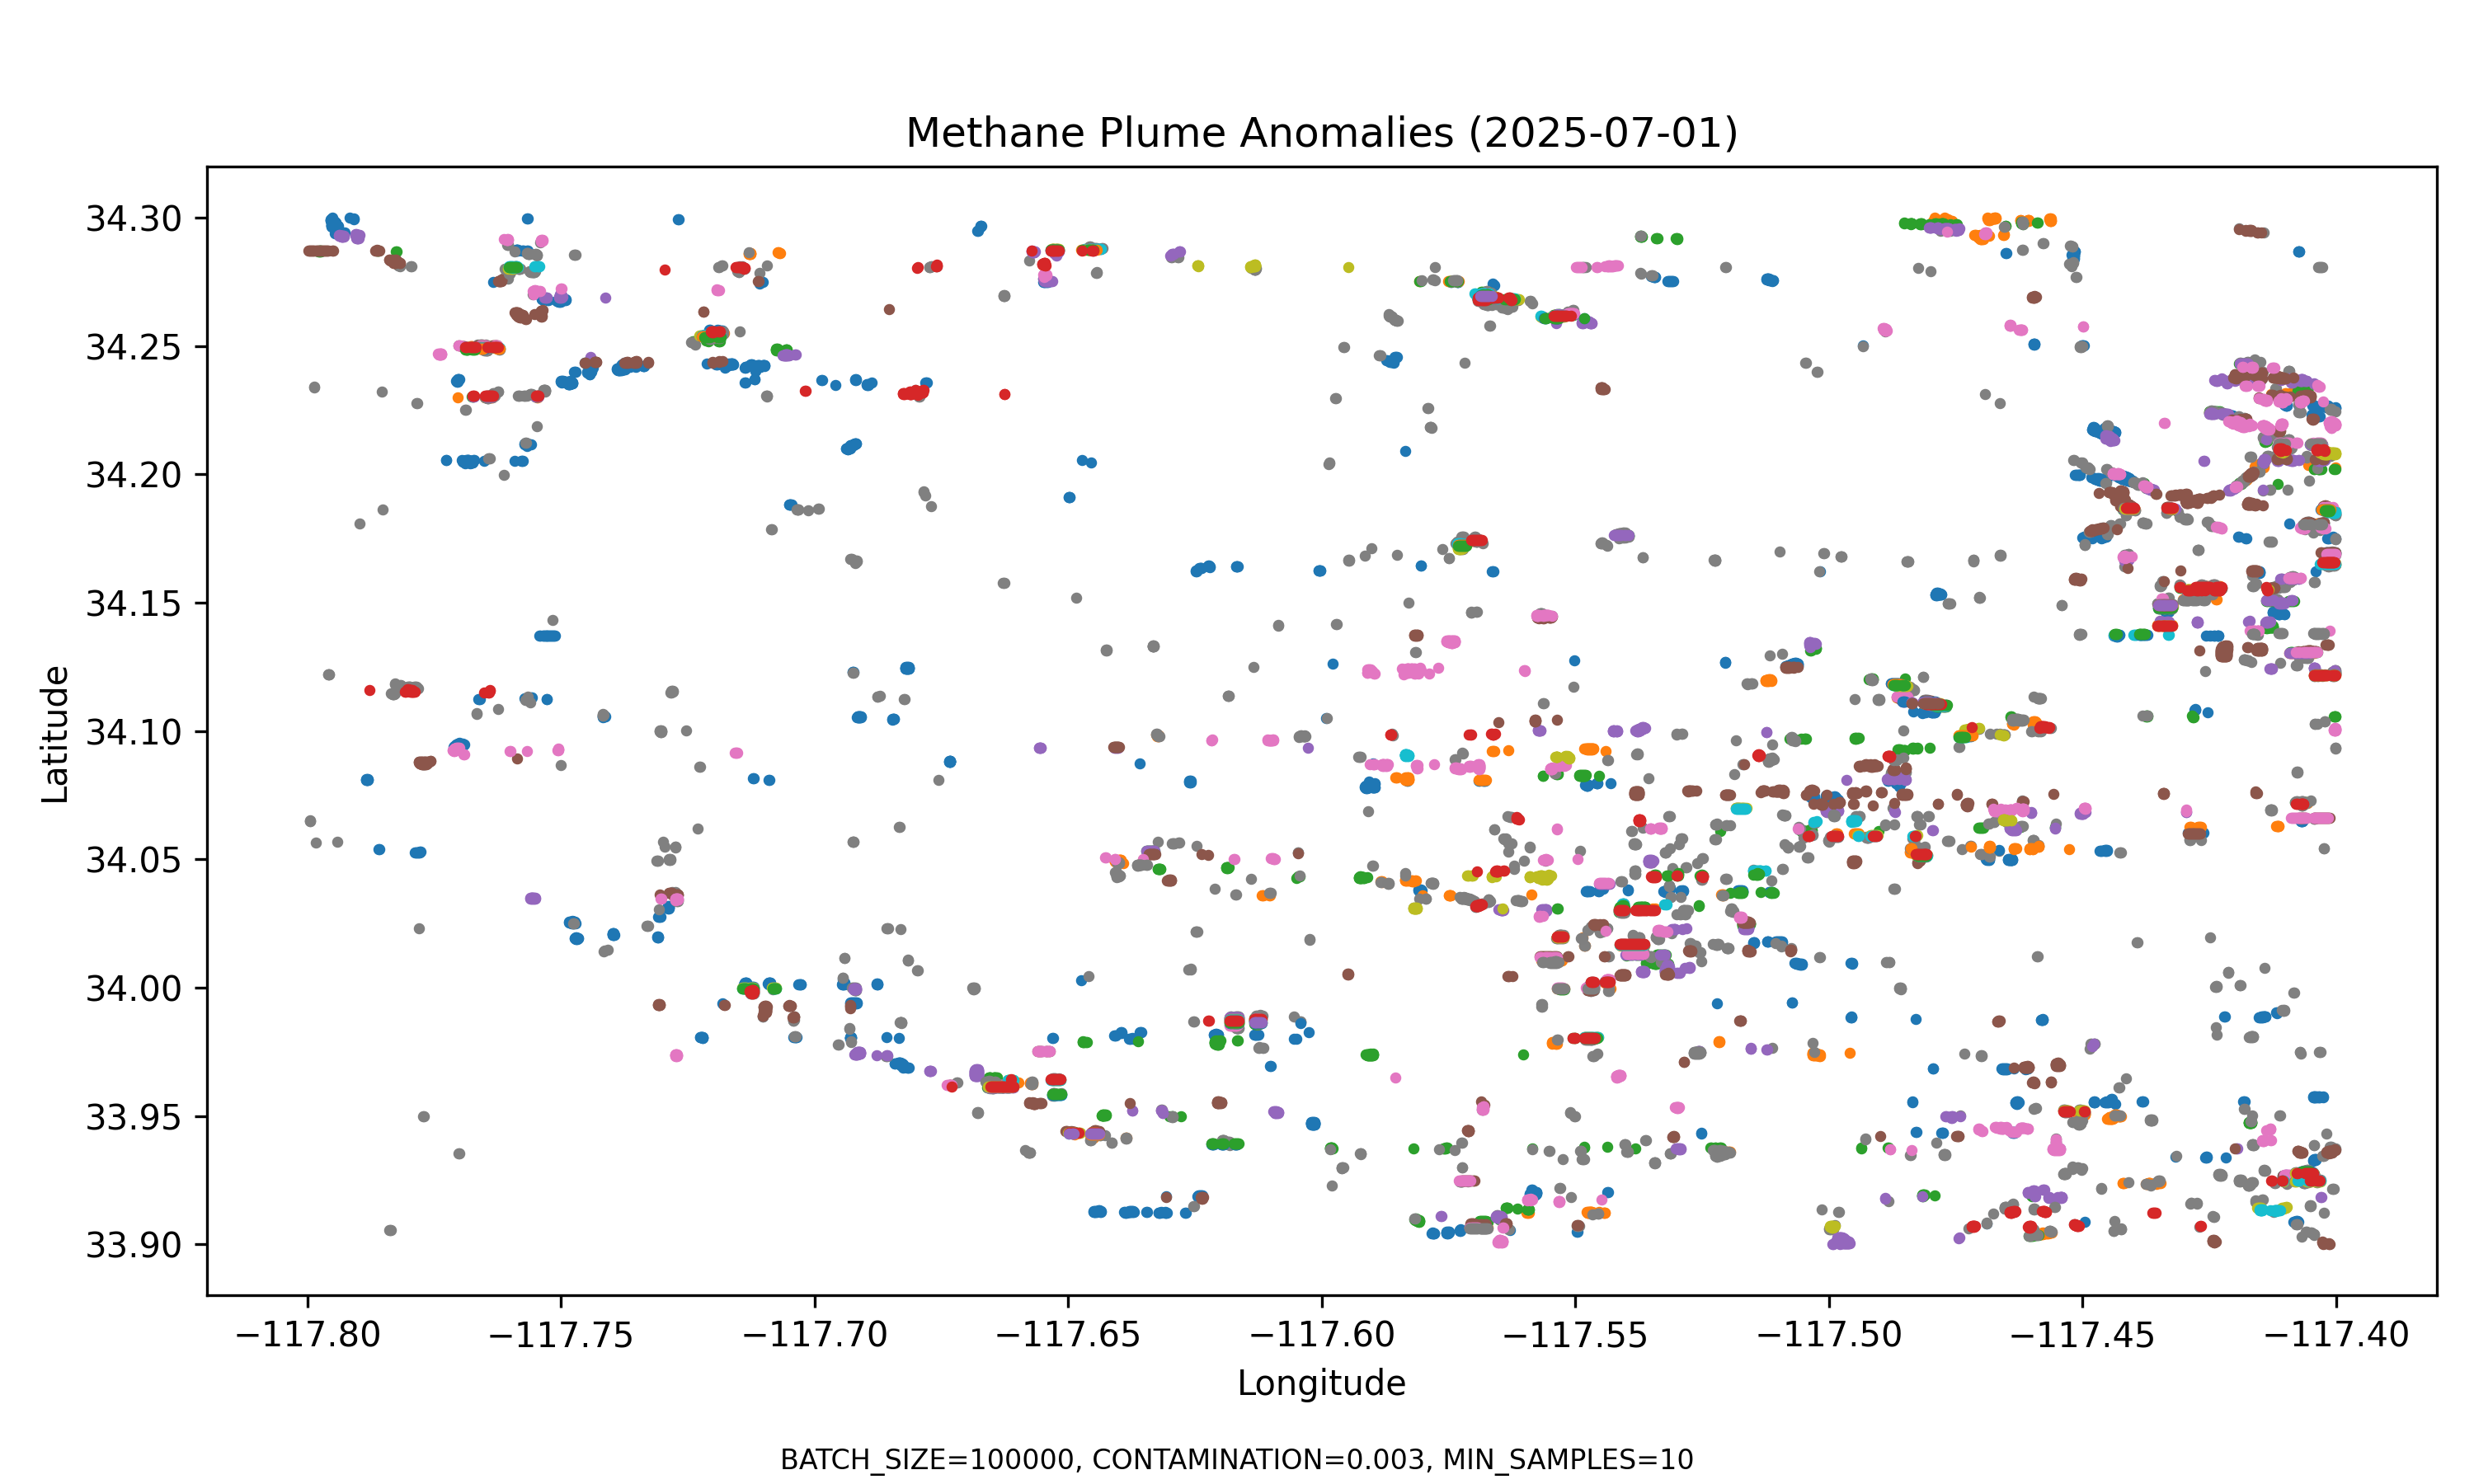 Methane Plume Anomalies (2025-07-01)
Latitude
34.30
34.25
34.20
34.15
34.10
34.05
34.00
33.95
33.90
−117.80 −117.75 −117.70 −117.65 −117.60 −117.55 −117.50 −117.45 −117.40
Longitude
BATCH_SIZE=100000, CONTAMINATION=0.003, MIN_SAMPLES=10